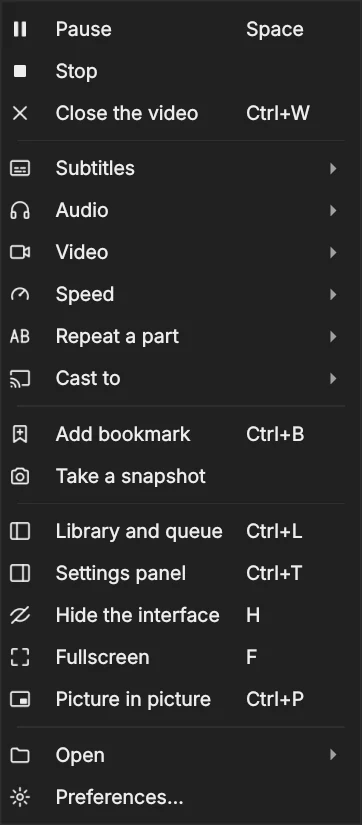 Pause Space
Stop
Close the video Ctrl+W
Subtitles
Audio
Video
Speed
AB Repeat a part
Cast to
Add bookmark Ctrl+B
Take a snapshot
Library and queue Ctrl+L
Settings panel Ctrl+T
Hide the interface H
Fullscreen F
Picture in picture Ctrl+P
Open
Preferences...